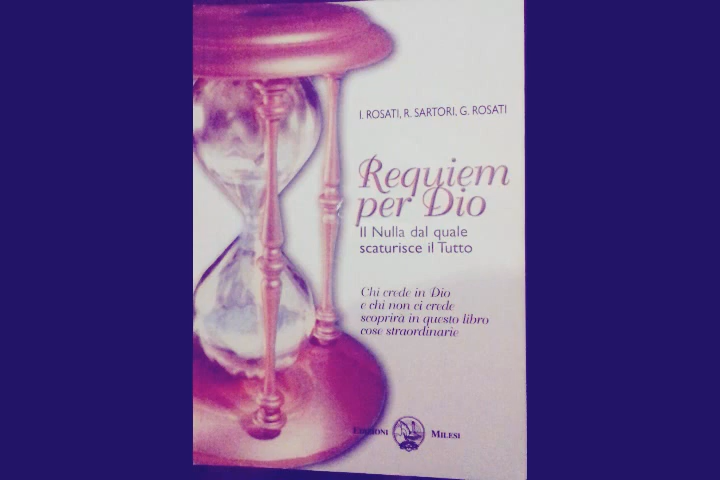 I. ROSATI, R. SARTORI, G. ROSATI
Requiem
per Dio
Il Nulla dal quale
scaturisce il Tutto
Chi crede in Dio
e chi non ci crede
scoprirà in questo libro
cose straordinarie
EDIZIONI MILESI